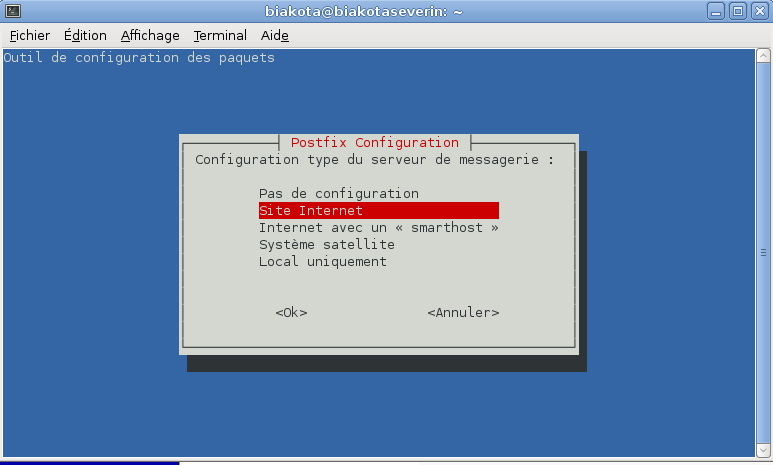 biakota@biakotaseverin: ~
Fichier Édition Affichage Terminal Aide
Outil de configuration des paquets
Postfix Configuration
Configuration type du serveur de messagerie :
Pas de configuration
Site Internet
Internet avec un « smarthost »
Système satellite
Local uniquement
<Ok> <Annuler>